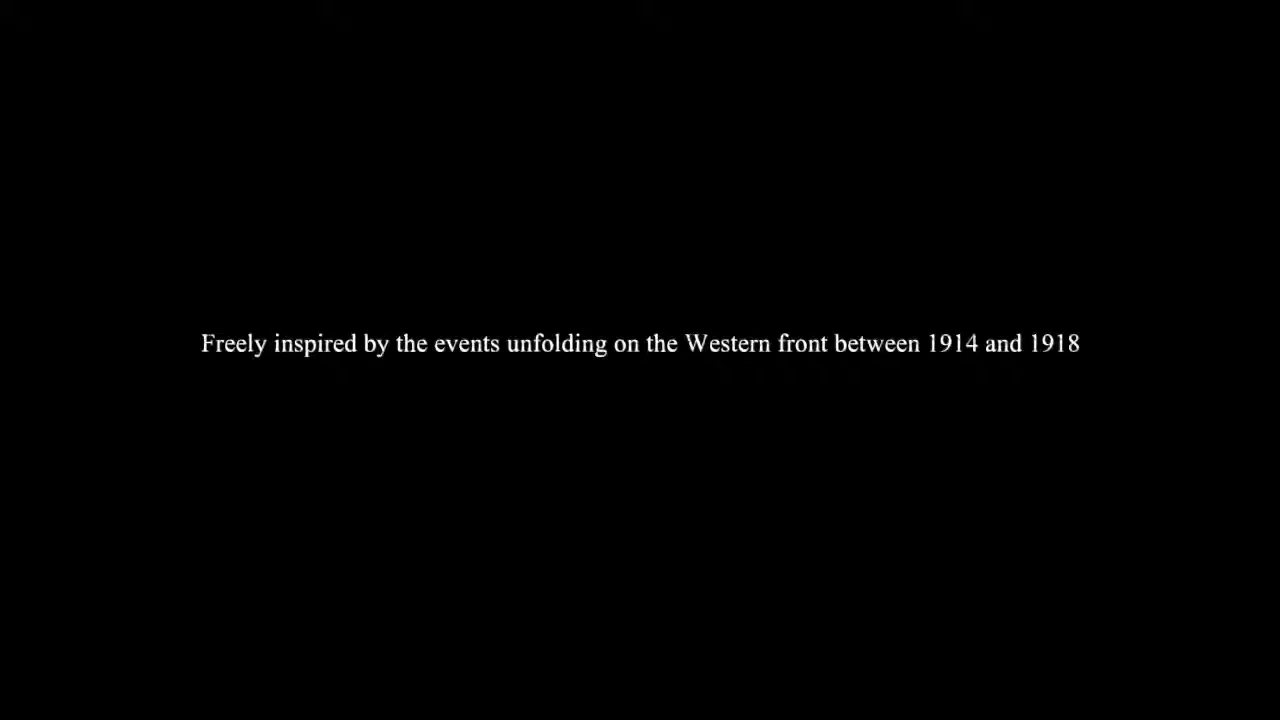 Freely inspired by the events unfolding on the Western front between 1914 and 1918